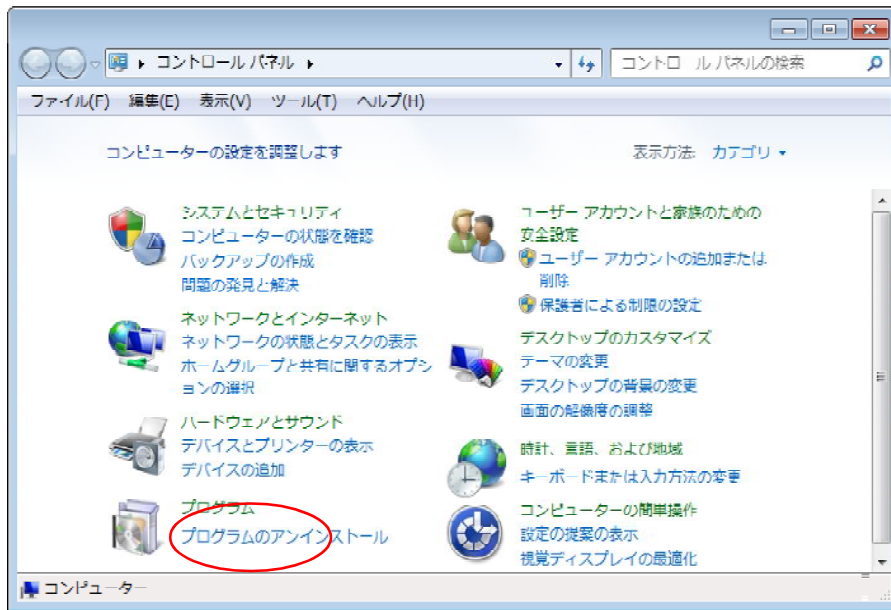 コントロール パネル
コントロールパネルの検索
ファイル(F) 編集(E) 表示(V) ツール(T) ヘルプ(H)
コンピューターの設定を調整します
表示方法: カテゴリ
システムとセキュリティ
コンピューターの状態を確認
バックアップの作成
問題の発見と解決
ネットワークとインターネット
ネットワークの状態とタスクの表示
ホームグループと共有に関するオプシ
ョンの選択
ハードウェアとサウンド
デバイスとプリンターの表示
デバイスの追加
プログラム
プログラムのアンインストール
ユーザー アカウントと家族のための
安全設定
ユーザー アカウントの追加または
削除
保護者による制限の設定
デスクトップのカスタマイズ
テーマの変更
デスクトップの背景の変更
画面の解像度の調整
時計、言語、および地域
キーボードまたは入力方法の変更
コンピューターの簡単操作
設定の提案の表示
視覚ディスプレイの最適化
コンピューター